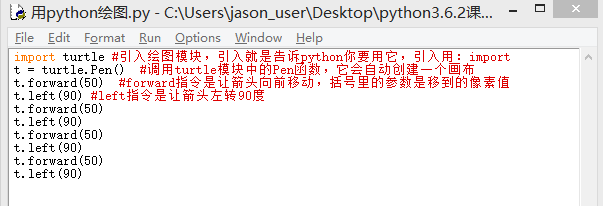 用python绘图.py - C:\Users\jason_user\Desktop\python3.6.2课...
File Edit Format Run Options Window Help
import turtle #引入绘图模块，引入就是告诉python你要用它，引入用：import
t = turtle.Pen() #调用turtle模块中的Pen函数，它会自动创建一个画布
t.forward(50) #forward指令是让箭头向前移动，括号里的参数是移到的像素值
t.left(90) #left指令是让箭头左转90度
t.forward(50)
t.left(90)
t.forward(50)
t.left(90)
t.forward(50)
t.left(90)